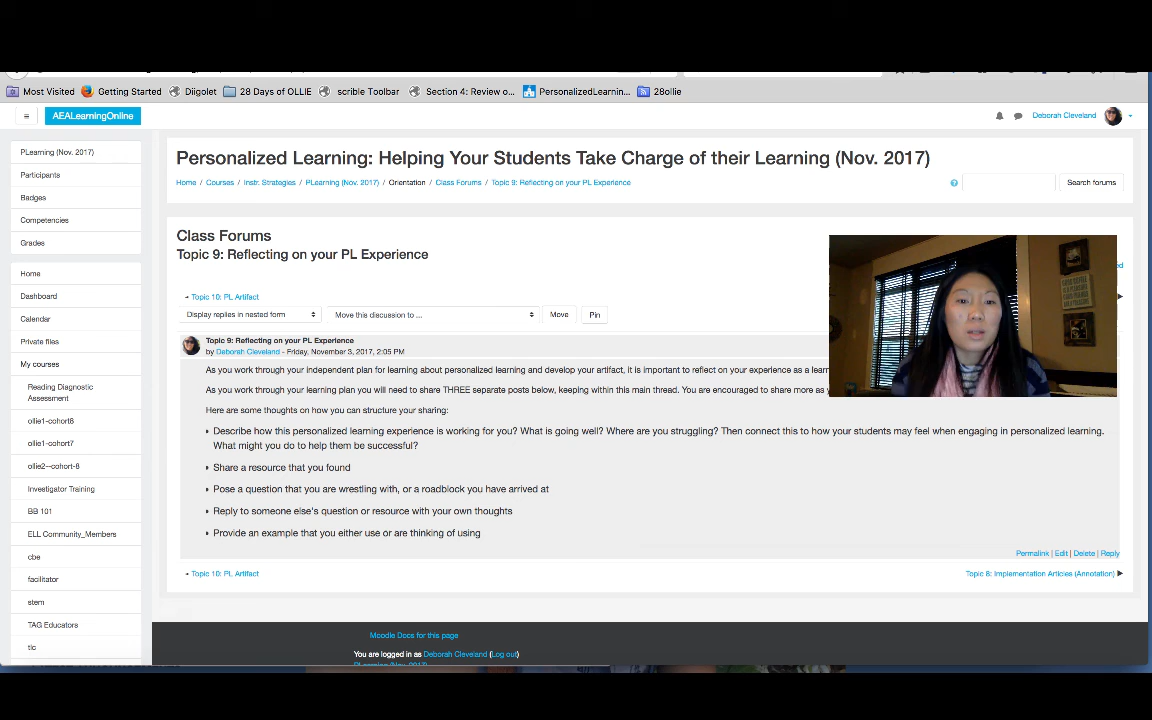 Most Visited Getting Started Diigolet 28 Days of OLLIE scrible Toolbar Section 4: Review o... PersonalizedLearnin... 28ollie
AEALearningOnline Deborah Cleveland
PLearning (Nov. 2017)
Participants
Badges
Competencies
Grades
Home
Dashboard
Calendar
Private files
My courses
Reading Diagnostic
Assessment
ollie1-cohort8
ollie1-cohort7
ollie2--cohort-8
Investigator Training
BB 101
ELL Community_Members
cbe
facilitator
stem
TAG Educators
tlc
Personalized Learning: Helping Your Students Take Charge of their Learning (Nov. 2017)
Home / Courses / Instr. Strategies / PLearning (Nov. 2017) / Orientation / Class Forums / Topic 9: Reflecting on your PL Experience
Search forums
Class Forums
Topic 9: Reflecting on your PL Experience
Topic 10: PL Artifact
Display replies in nested form Move this discussion to ... Move Pin
Topic 9: Reflecting on your PL Experience
by Deborah Cleveland - Friday, November 3, 2017, 2:05 PM
As you work through your independent plan for learning about personalized learning and develop your artifact, it is important to reflect on your experience as a learn
As you work through your learning plan you will need to share THREE separate posts below, keeping within this main thread. You are encouraged to share more as
Here are some thoughts on how you can structure your sharing:
Describe how this personalized learning experience is working for you? What is going well? Where are you struggling? Then connect this to how your students may feel when engaging in personalized learning.
What might you do to help them be successful?
Share a resource that you found
Pose a question that you are wrestling with, or a roadblock you have arrived at
Reply to someone else's question or resource with your own thoughts
Provide an example that you either use or are thinking of using
Permalink | Edit | Delete | Reply
Topic 10: PL Artifact
Topic 8: Implementation Articles (Annotation)
Moodle Docs for this page
You are logged in as Deborah Cleveland (Log out)
PLearning (Nov. 2017)